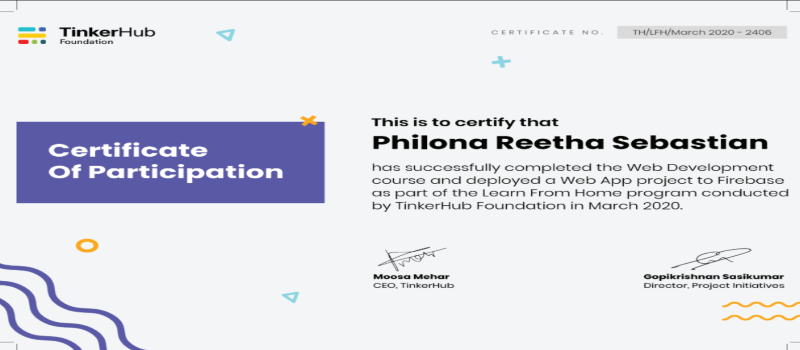 TinkerHub
Foundation
CERTIFICATE NO.
TH/LFH/March 2020 - 2406
Certificate
Of Participation
This is to certify that
Philona Reetha Sebastian
has successfully completed the Web Development
course and deployed a Web App project to Firebase
as part of the Learn From Home program conducted
by TinkerHub Foundation in March 2020.
Moosa Mehar
CEO, TinkerHub
Gopikrishnan Sasikumar
Director, Project Initiatives